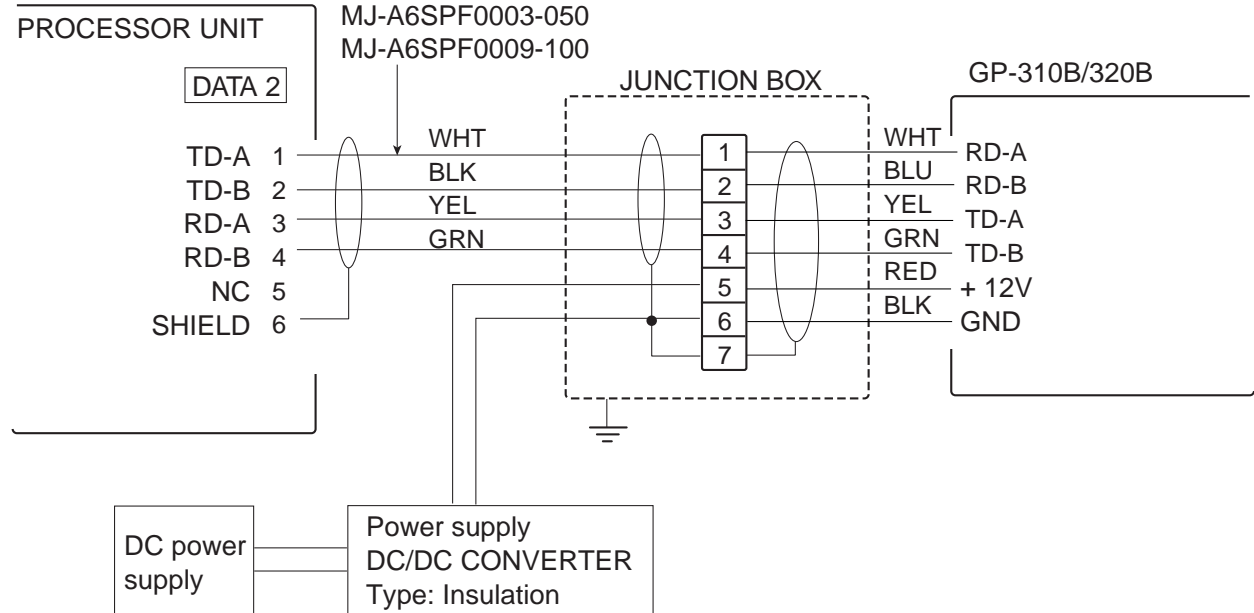 PROCESSOR UNIT
MJ-A6SPF0003-050
MJ-A6SPF0009-100
DATA 2
JUNCTION BOX
GP-310B/320B
TD-A 1 WHT 1 WHT RD-A
TD-B 2 BLK 2 BLU RD-B
RD-A 3 YEL 3 YEL TD-A
RD-B 4 GRN 4 GRN TD-B
NC 5 5 RED + 12V
SHIELD 6 6 BLK GND
7
DC power
supply
Power supply
DC/DC CONVERTER
Type: Insulation